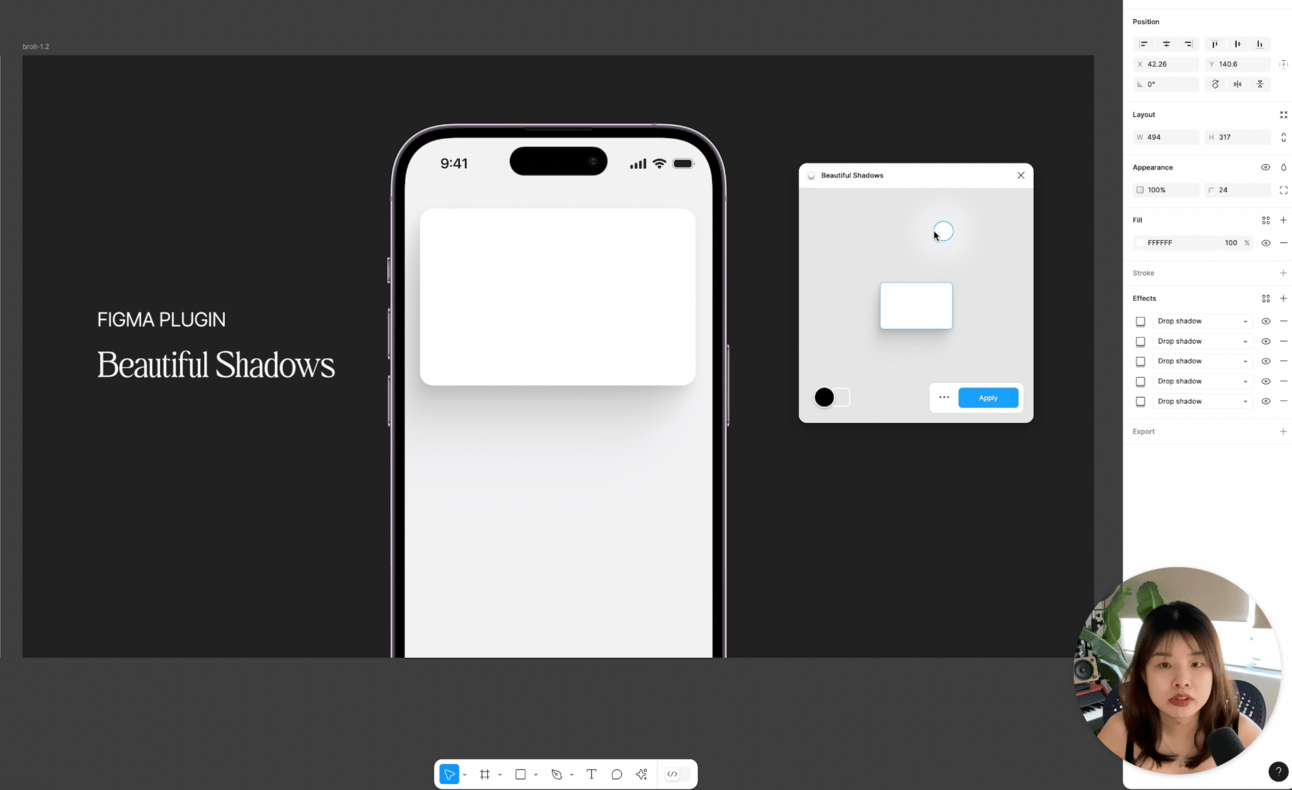 broli-1.2
FIGMA PLUGIN
Beautiful Shadows
9:41
Beautiful Shadows
Apply
Position
X 42.26 Y 140.6
0°
Layout
W 494 H 317
Appearance
100% 24
Fill
FFFFFF 100 %
Stroke
Effects
Drop shadow
Drop shadow
Drop shadow
Drop shadow
Drop shadow
Export
T
?